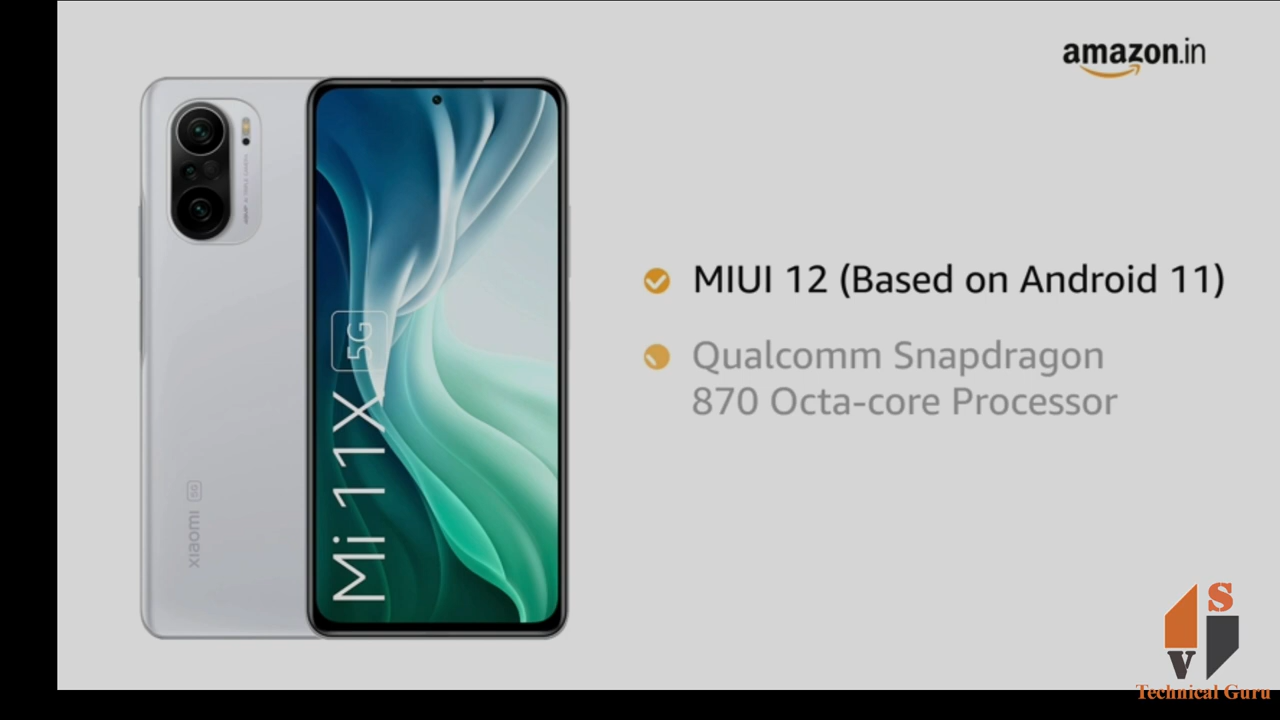 amazon.in
MIUI 12 (Based on Android 11)
Qualcomm Snapdragon
870 Octa-core Processor
Mi 11X 5G
xiaomi 5G
S
V
Technical Guru